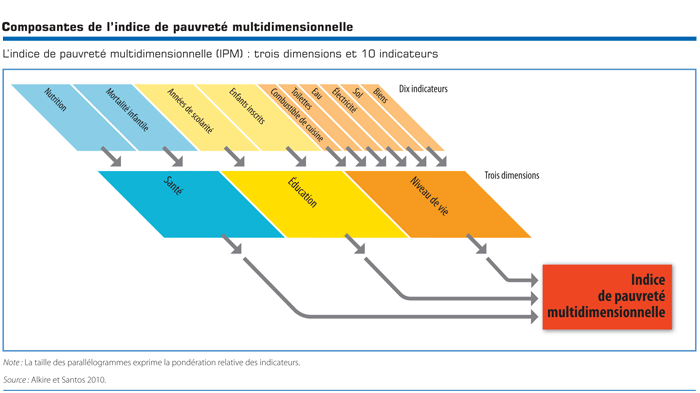 Composantes de l'indice de pauvreté multidimensionnelle
L'indice de pauvreté multidimensionnelle (IPM) : trois dimensions et 10 indicateurs
Nutrition
Mortalité infantile
Années de scolarité
Enfants inscrits
Combustible de cuisine
Toilettes
Eau
Électricité
Sol
Biens
Dix indicateurs
Santé
Éducation
Niveau de vie
Trois dimensions
Indice
de pauvreté
multidimensionnelle
Note : La taille des parallélogrammes exprime la pondération relative des indicateurs.
Source : Alkire et Santos 2010.